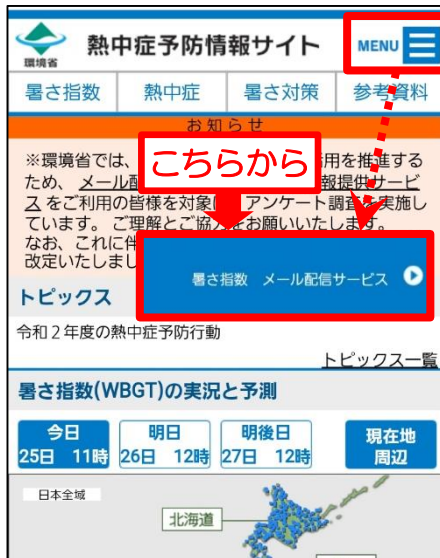 環境省
熱中症予防情報サイト
MENU
暑さ指数 熱中症 暑さ対策 参考資料
お知らせ
こちらから
※環境省では、 用を推進する
ため、 メール配 報提供サービ
ス をご利用の皆様を対象に アンケート調査を実施し
ています。 ご理解とご協力をお願いいたします。
なお、これに伴
改定いたしまし
暑さ指数 メール配信サービス
トピックス
令和2年度の熱中症予防行動
トピックス一覧
暑さ指数(WBGT)の実況と予測
今日 明日 明後日 現在地
25日 11時 26日 12時 27日 12時 周辺
日本全域
北海道